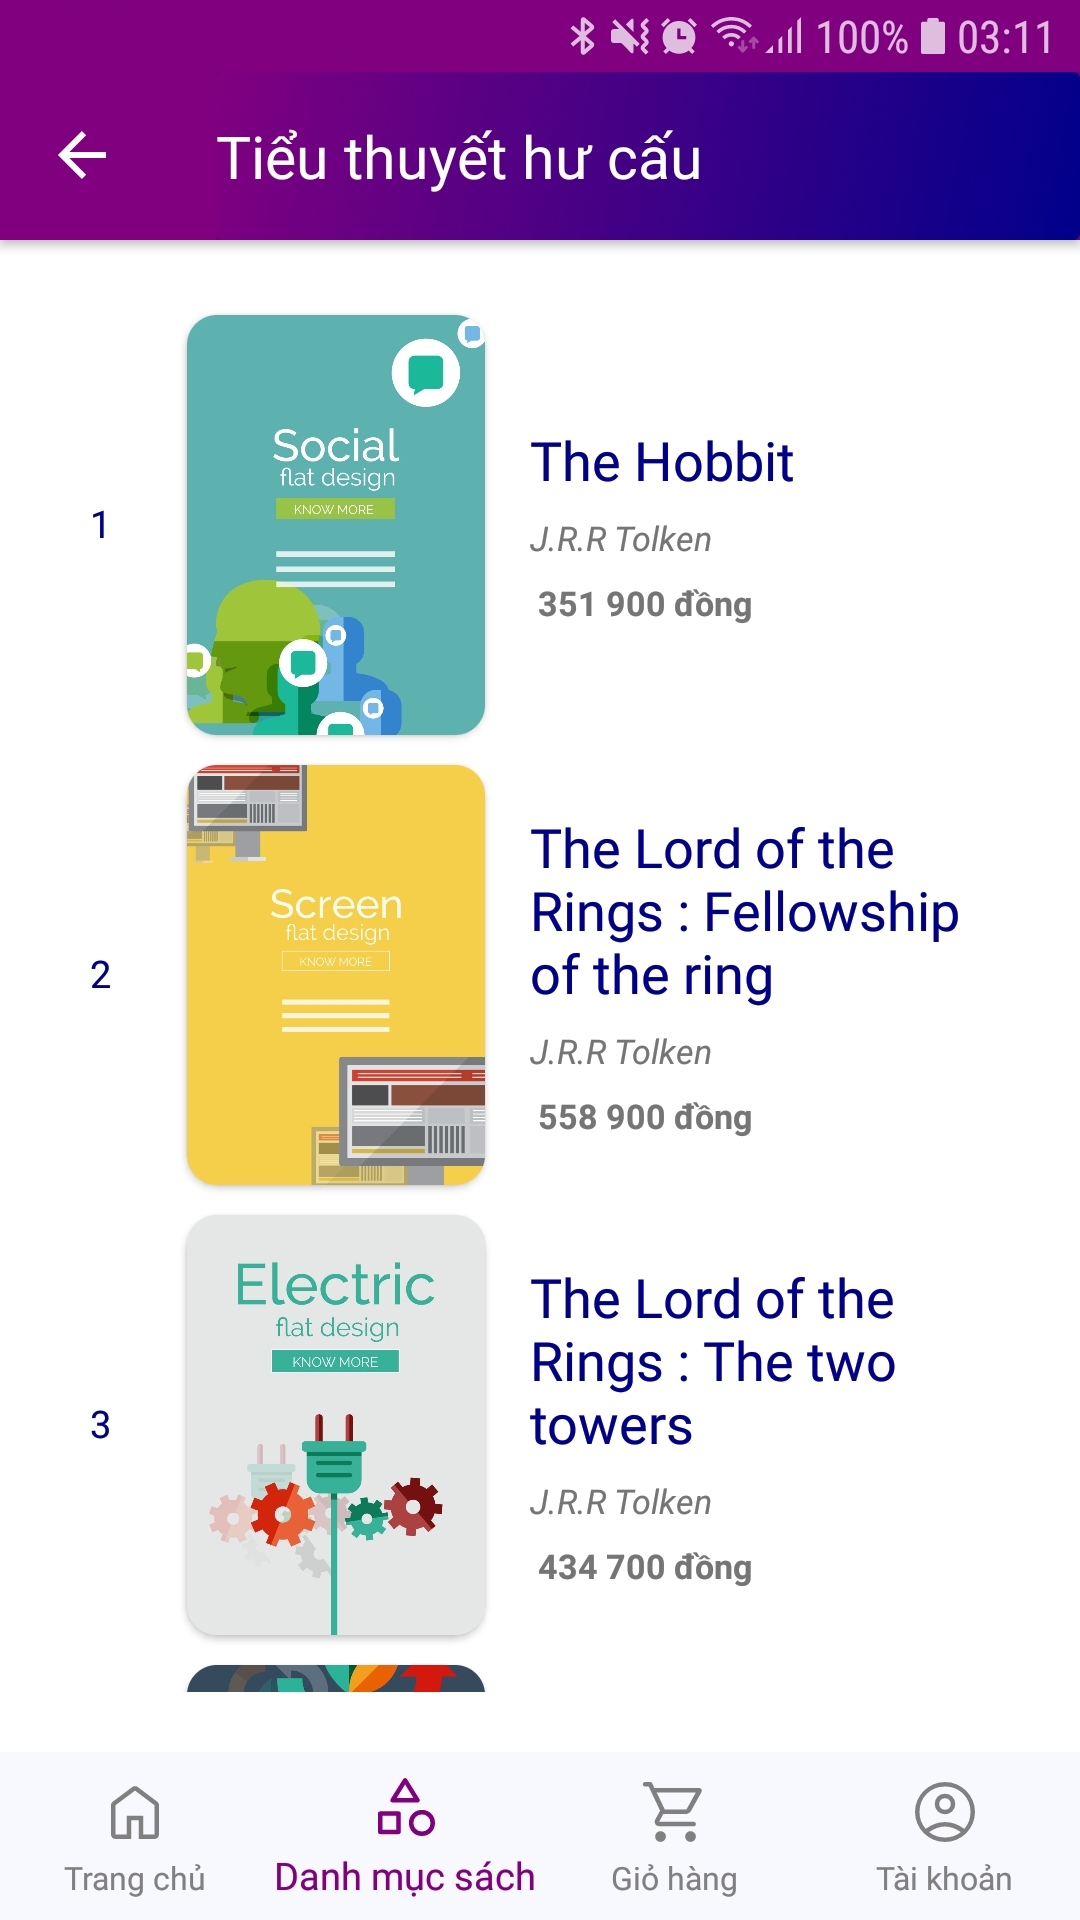 100% 03:11
Tiểu thuyết hư cấu
Social
flat design
KNOW MORE
1
The Hobbit
J.R.R Tolken
351 900 đồng
Screen
flat design
KNOW MORE
2
The Lord of the
Rings : Fellowship
of the ring
J.R.R Tolken
558 900 đồng
Electric
flat design
KNOW MORE
3
The Lord of the
Rings : The two
towers
J.R.R Tolken
434 700 đồng
Trang chủ
Danh mục sách
Giỏ hàng
Tài khoản